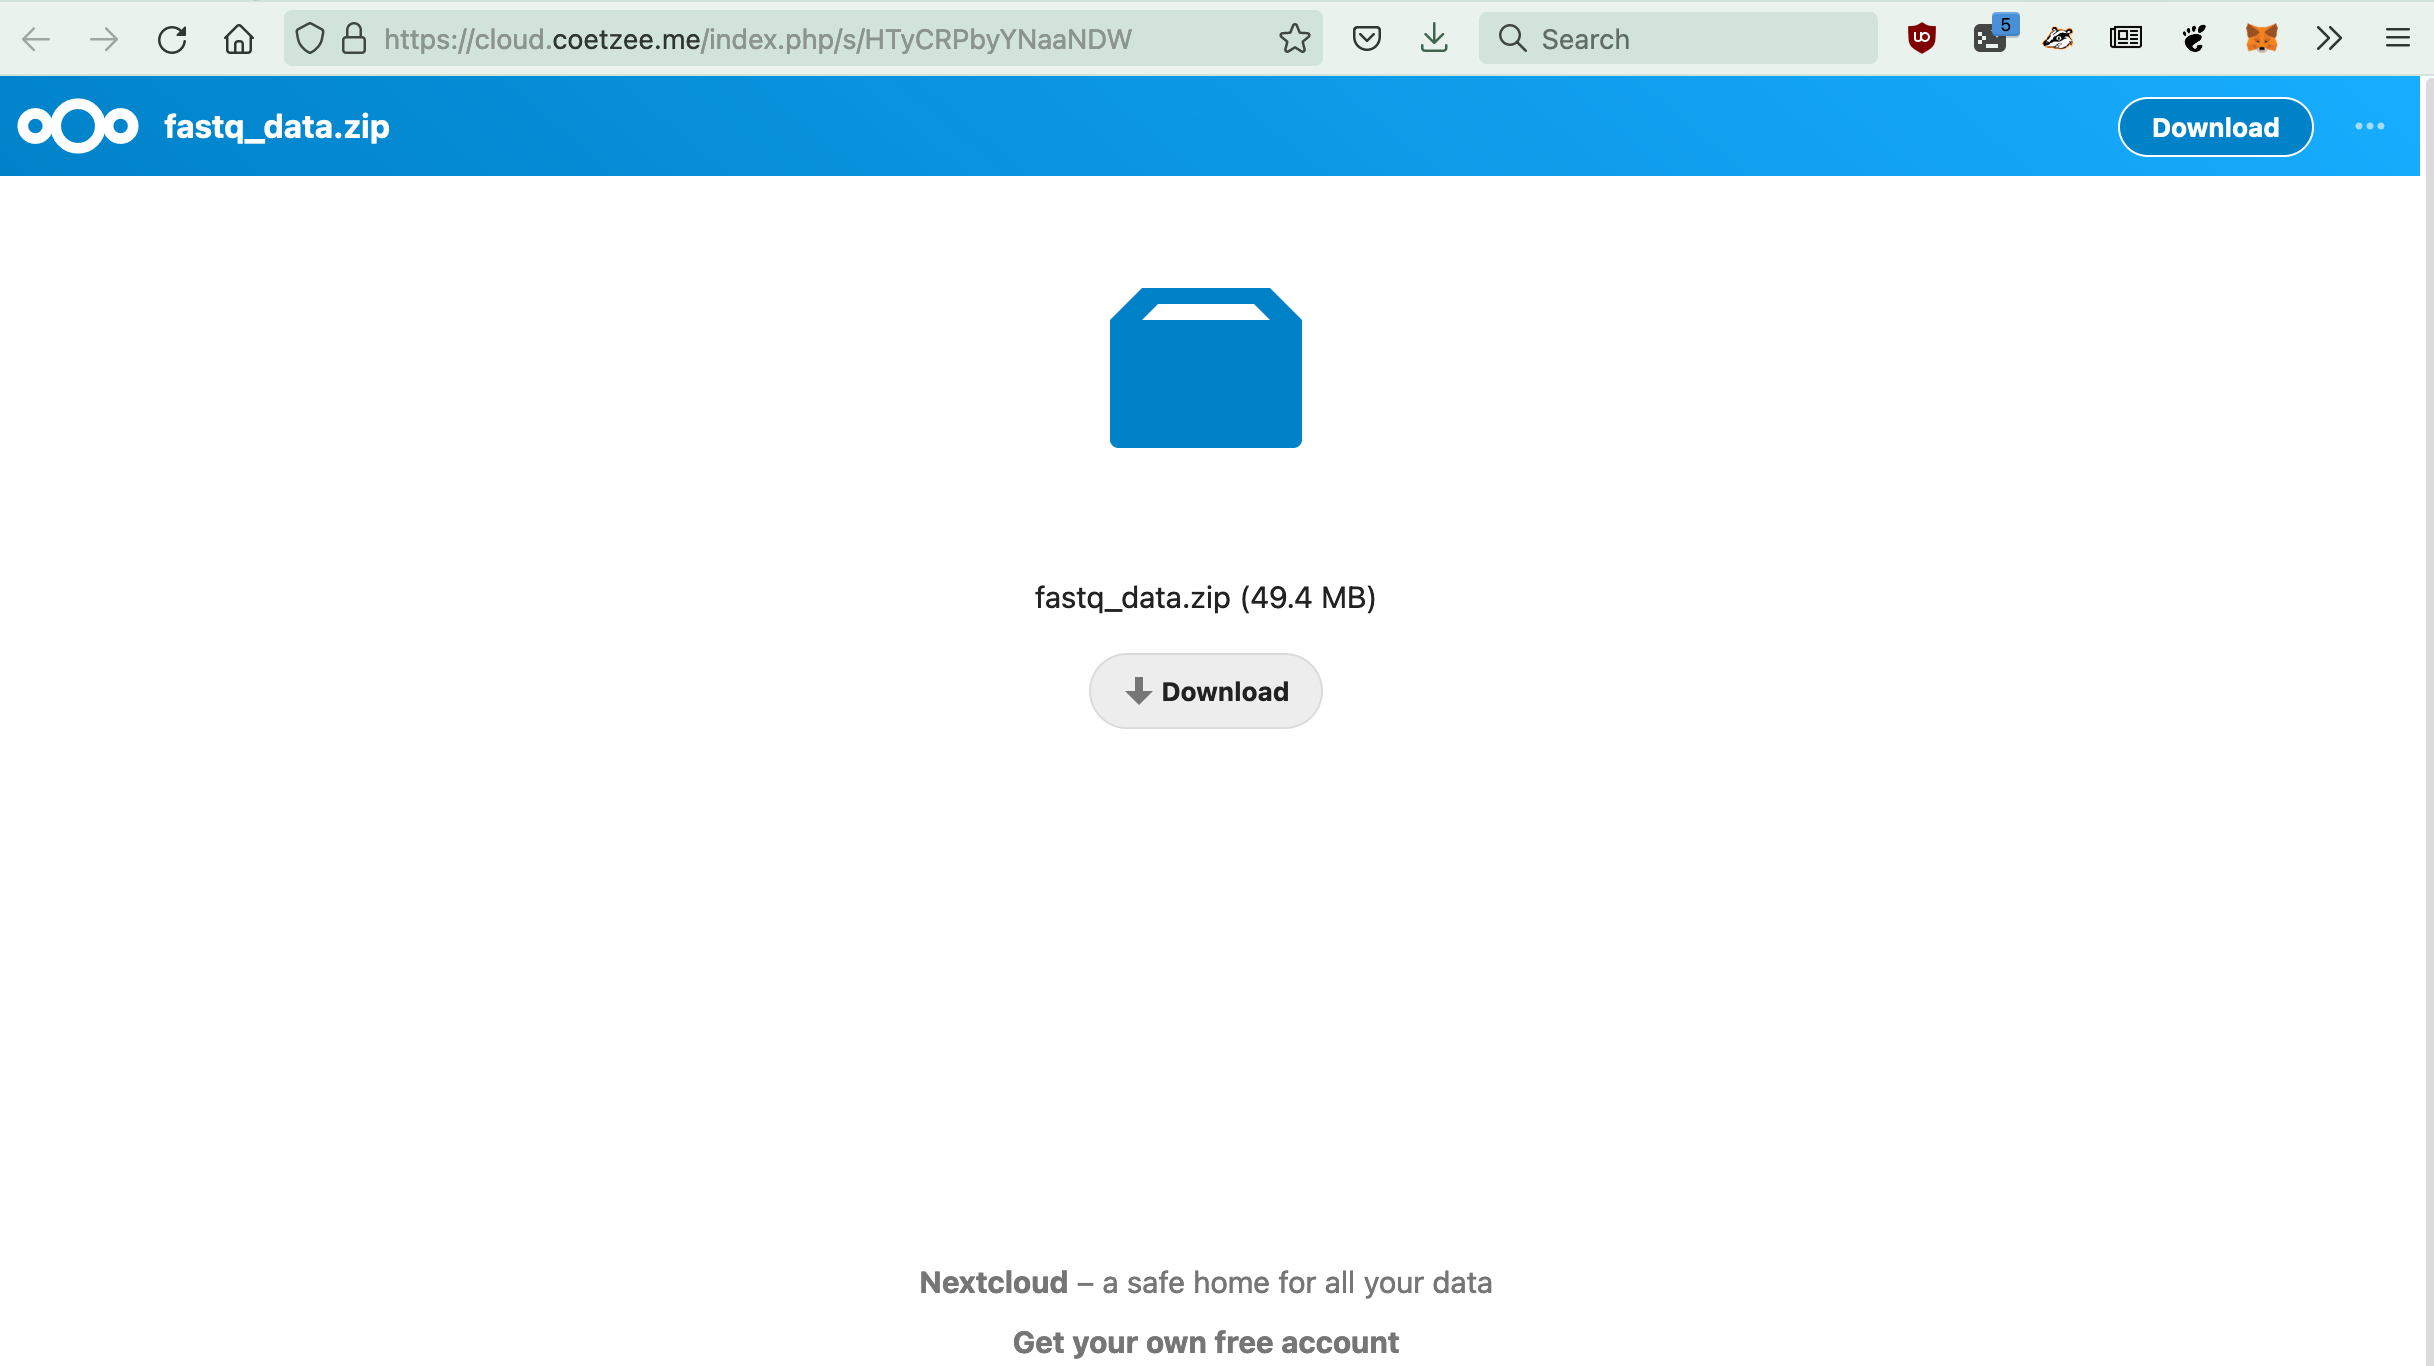 https://cloud.coetzee.me/index.php/s/HTyCRPbyYNaaNDW
Search
5
fastq_data.zip
Download
fastq_data.zip (49.4 MB)
Download
Nextcloud – a safe home for all your data
Get your own free account